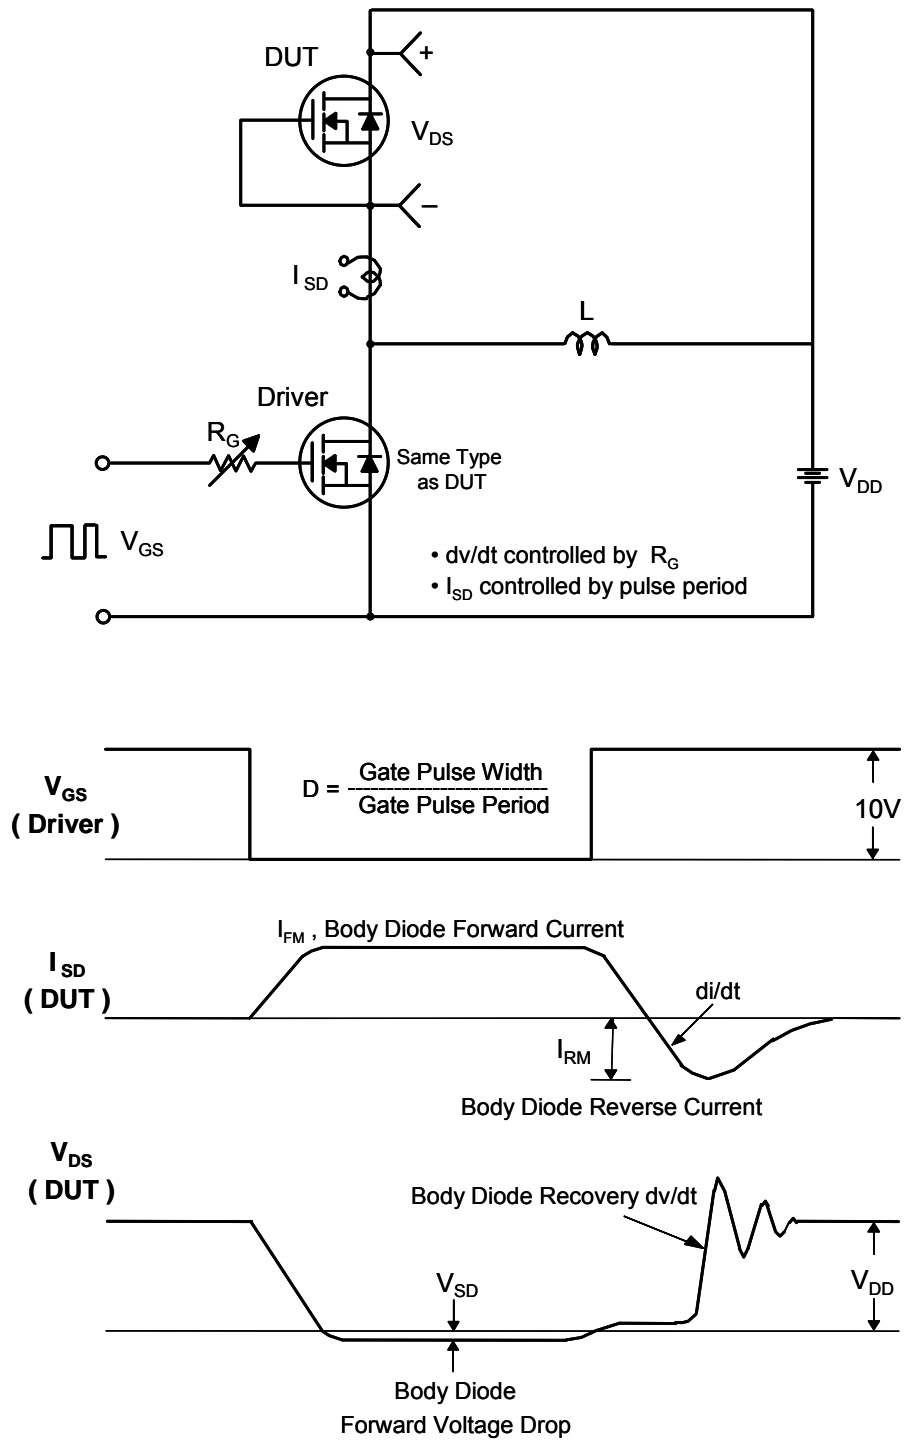 DUT
+
V_DS
−
I_SD
L
Driver
R_G
Same Type
as DUT
V_DD
V_GS
• dv/dt controlled by R_G
• I_SD controlled by pulse period
V_GS
( Driver )
D = Gate Pulse Width
Gate Pulse Period
10V
I_FM , Body Diode Forward Current
I_SD
( DUT )
di/dt
I_RM
Body Diode Reverse Current
V_DS
( DUT )
Body Diode Recovery dv/dt
V_SD
V_DD
Body Diode
Forward Voltage Drop